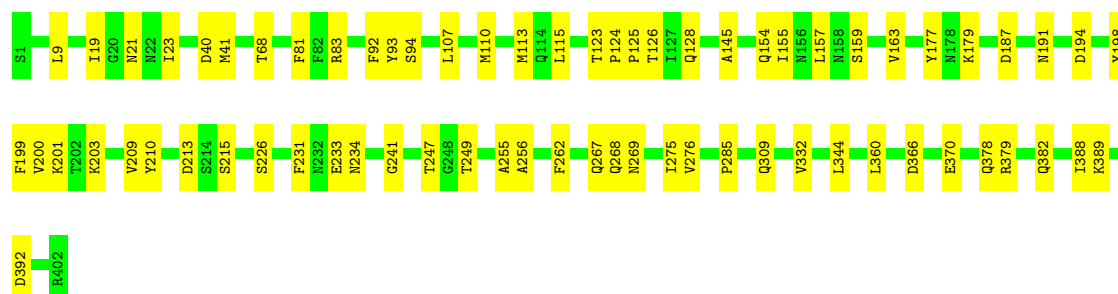 S1 L9 I19 G20 N21 N22 I23 D40 M41 T68 F81 F82 R83 F92 Y93 S94 L107 M110 M113 Q114 L115 T123 P124 P125 T126 I127 Q128 A145 Q154 I155 N156 L157 N158 S159 V163 Y177 N178 K179 D187 N191 D194 Y198
F199 V200 K201 T202 K203 V209 Y210 D213 S214 S215 S226 F231 N232 E233 N234 G241 T247 G248 T249 A255 A256 F262 Q267 Q268 N269 I275 V276 P285 Q309 V332 L344 L360 D366 E370 Q378 R379 Q382 I388 K389
D392 R402